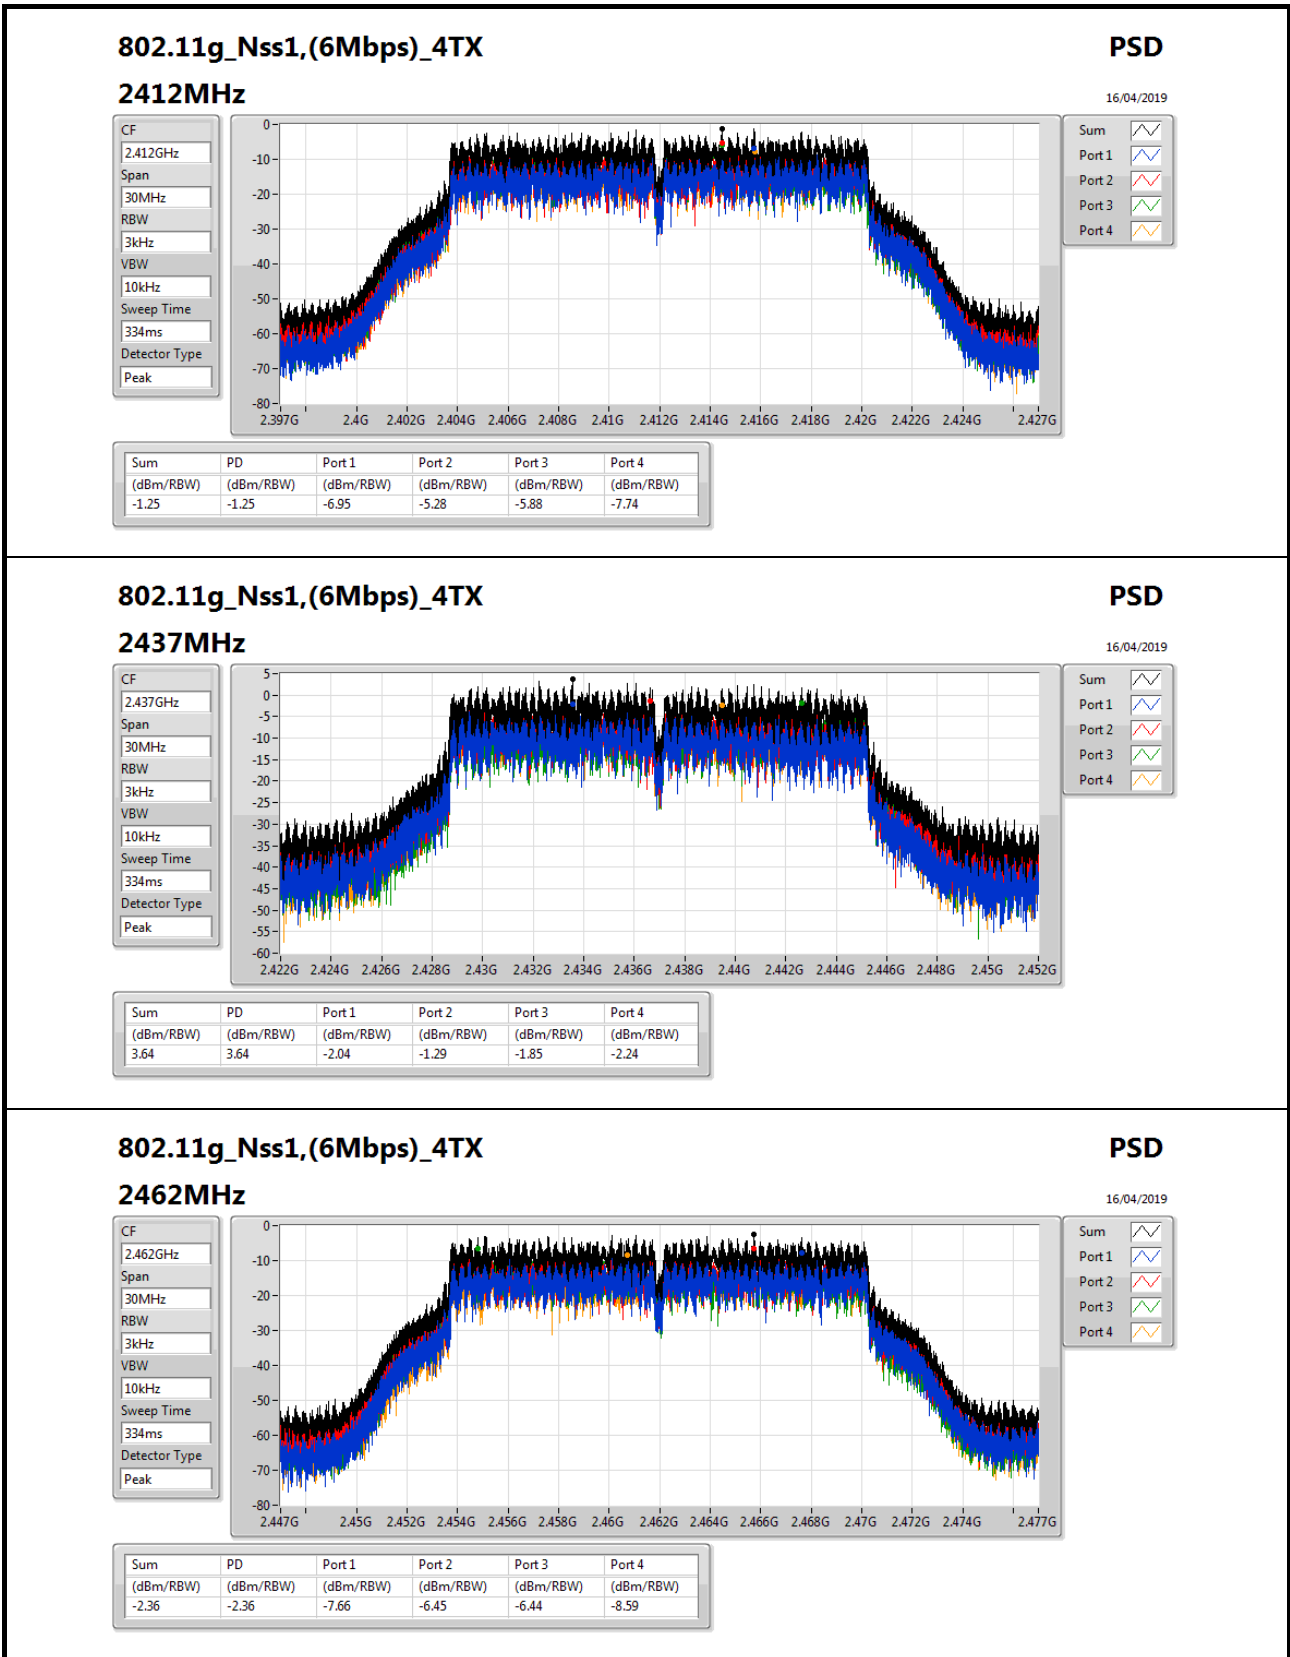 802.11g_Nss1,(6Mbps)_4TX PSD
2412MHz 16/04/2019
CF
2.412GHz
Span
30MHz
RBW
3kHz
VBW
10kHz
Sweep Time
334ms
Detector Type
Peak
0
-10
-20
-30
-40
-50
-60
-70
-80
2.397G 2.4G 2.402G 2.404G 2.406G 2.408G 2.41G 2.412G 2.414G 2.416G 2.418G 2.42G 2.422G 2.424G 2.427G
Sum
Port 1
Port 2
Port 3
Port 4
Sum PD Port 1 Port 2 Port 3 Port 4
(dBm/RBW) (dBm/RBW) (dBm/RBW) (dBm/RBW) (dBm/RBW) (dBm/RBW)
-1.25 -1.25 -6.95 -5.28 -5.88 -7.74
802.11g_Nss1,(6Mbps)_4TX PSD
2437MHz 16/04/2019
CF
2.437GHz
Span
30MHz
RBW
3kHz
VBW
10kHz
Sweep Time
334ms
Detector Type
Peak
5
0
-5
-10
-15
-20
-25
-30
-35
-40
-45
-50
-55
-60
2.422G 2.424G 2.426G 2.428G 2.43G 2.432G 2.434G 2.436G 2.438G 2.44G 2.442G 2.444G 2.446G 2.448G 2.45G 2.452G
Sum
Port 1
Port 2
Port 3
Port 4
Sum PD Port 1 Port 2 Port 3 Port 4
(dBm/RBW) (dBm/RBW) (dBm/RBW) (dBm/RBW) (dBm/RBW) (dBm/RBW)
3.64 3.64 -2.04 -1.29 -1.85 -2.24
802.11g_Nss1,(6Mbps)_4TX PSD
2462MHz 16/04/2019
CF
2.462GHz
Span
30MHz
RBW
3kHz
VBW
10kHz
Sweep Time
334ms
Detector Type
Peak
0
-10
-20
-30
-40
-50
-60
-70
-80
2.447G 2.45G 2.452G 2.454G 2.456G 2.458G 2.46G 2.462G 2.464G 2.466G 2.468G 2.47G 2.472G 2.474G 2.477G
Sum
Port 1
Port 2
Port 3
Port 4
Sum PD Port 1 Port 2 Port 3 Port 4
(dBm/RBW) (dBm/RBW) (dBm/RBW) (dBm/RBW) (dBm/RBW) (dBm/RBW)
-2.36 -2.36 -7.66 -6.45 -6.44 -8.59